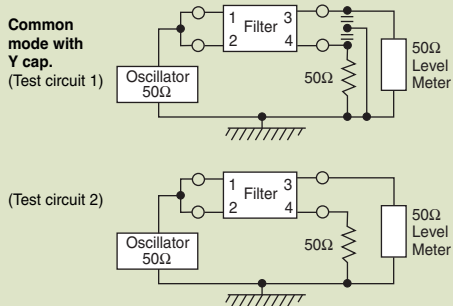 Common
mode with
Y cap.
(Test circuit 1)
1 Filter 3
2 4
Oscillator
50Ω
50Ω
50Ω
Level
Meter
(Test circuit 2)
1 Filter 3
2 4
Oscillator
50Ω
50Ω
50Ω
Level
Meter